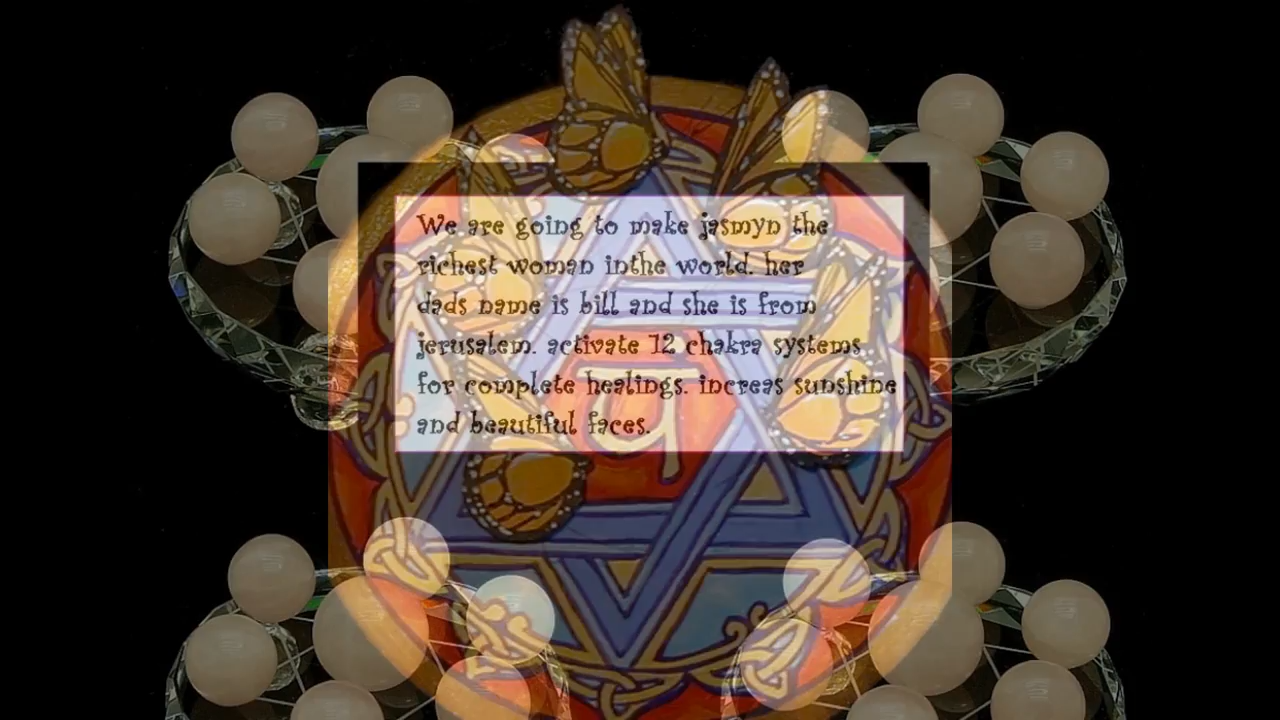 We are going to make jasmyn the
richest woman inthe world. her
dads name is bill and she is from
jerusalem. activate 12 chakra systems
for complete healings. increas sunshine
and beautiful faces.
पं